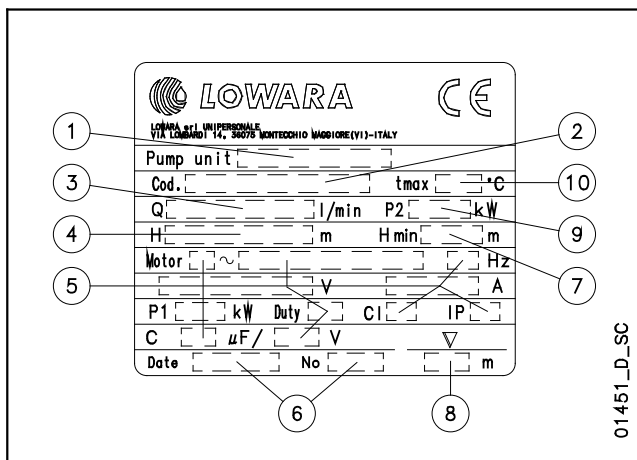 LOWARA CE
LOWARA srl UNIPERSONALE
VIA LOMBARDI 14, 36075 MONTECCHIO MAGGIORE(VI)-ITALY
1 2
Pump unit
Cod. tmax °C
3 10
Q l/min P2 kW
4 9
H m H min m
Motor ~ Hz
5 7
V A
P1 kW Duty Cl IP
C µF/ V
Date No m
6 8
01451_D_SC